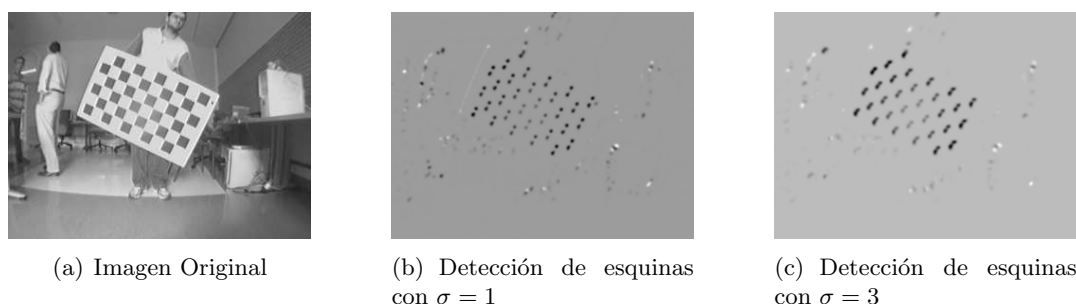 (a) Imagen Original
(b) Detección de esquinas
con σ = 1
(c) Detección de esquinas
con σ = 3